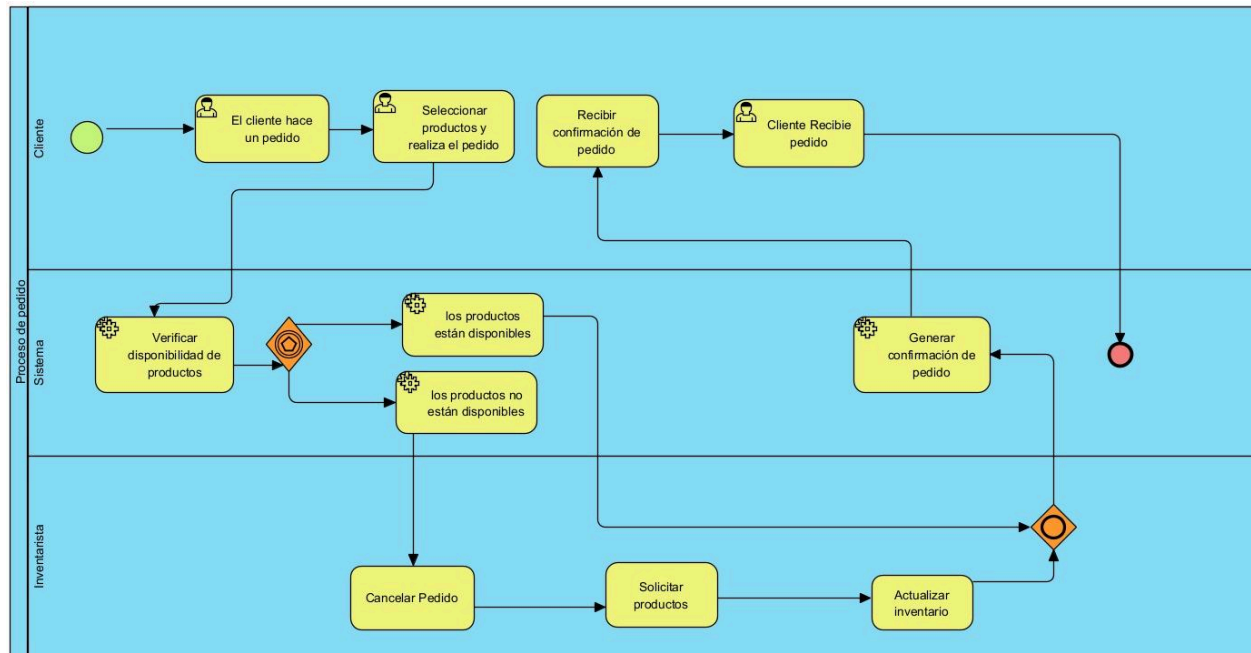 Proceso de pedido
Cliente
El cliente hace
un pedido
Seleccionar
productos y
realiza el pedido
Recibir
confirmación de
pedido
Cliente Recibie
pedido
Sistema
Verificar
disponibilidad de
productos
los productos
están disponibles
los productos no
están disponibles
Generar
confirmación de
pedido
Inventarista
Cancelar Pedido
Solicitar
productos
Actualizar
inventario